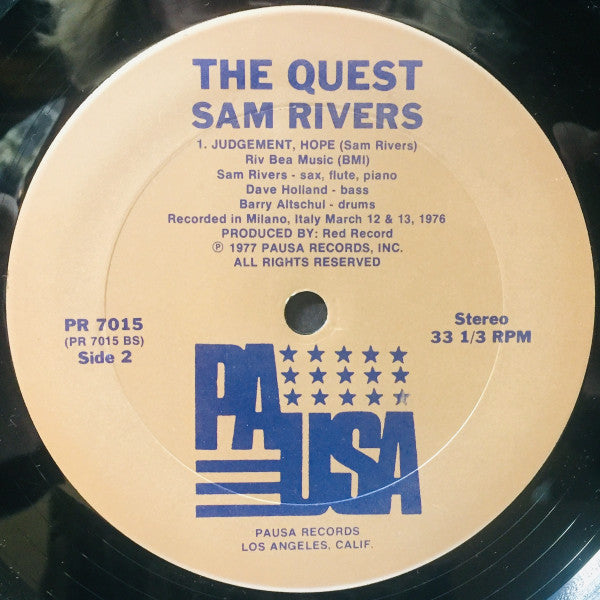 THE QUEST
SAM RIVERS
1. JUDGEMENT, HOPE (Sam Rivers)
Riv Bea Music (BMI)
Sam Rivers - sax, flute, piano
Dave Holland - bass
Barry Altschul - drums
Recorded in Milano, Italy March 12 & 13, 1976
PRODUCED BY: Red Record
℗ 1977 PAUSA RECORDS, INC.
ALL RIGHTS RESERVED
PR 7015
(PR 7015 BS)
Side 2
Stereo
33 1/3 RPM
PAUSA
PAUSA RECORDS
LOS ANGELES, CALIF.